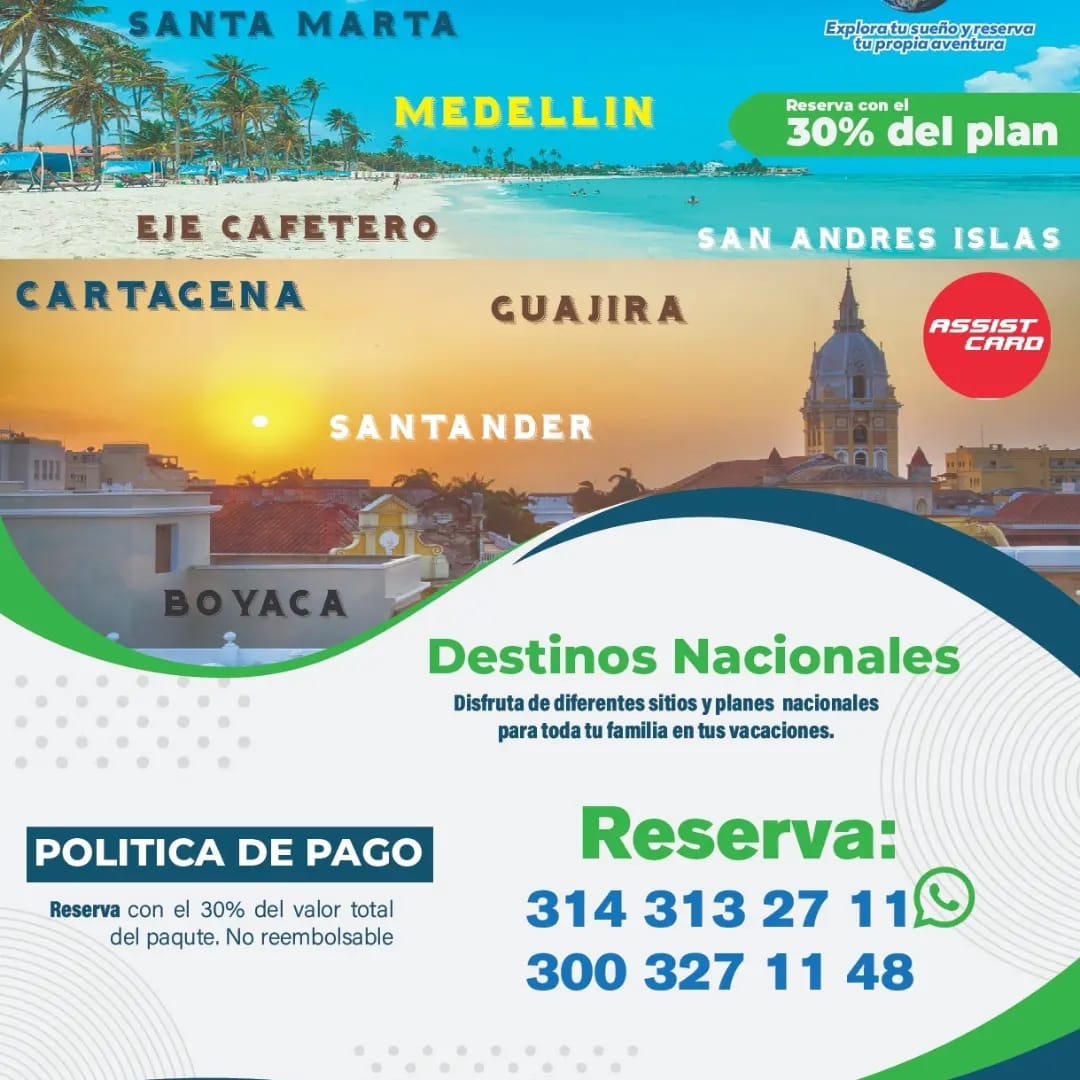 SANTA MARTA
Explora tu sueño y reserva
tu propia aventura
MEDELLIN
Reserva con el
30% del plan
EJE CAFETERO
SAN ANDRES ISLAS
CARTAGENA
GUAJIRA
ASSIST
CARD
SANTANDER
BOYACA
Destinos Nacionales
Disfruta de diferentes sitios y planes nacionales
para toda tu familia en tus vacaciones.
Reserva:
POLITICA DE PAGO
Reserva con el 30% del valor total
del paqute. No reembolsable
314 313 27 11
300 327 11 48